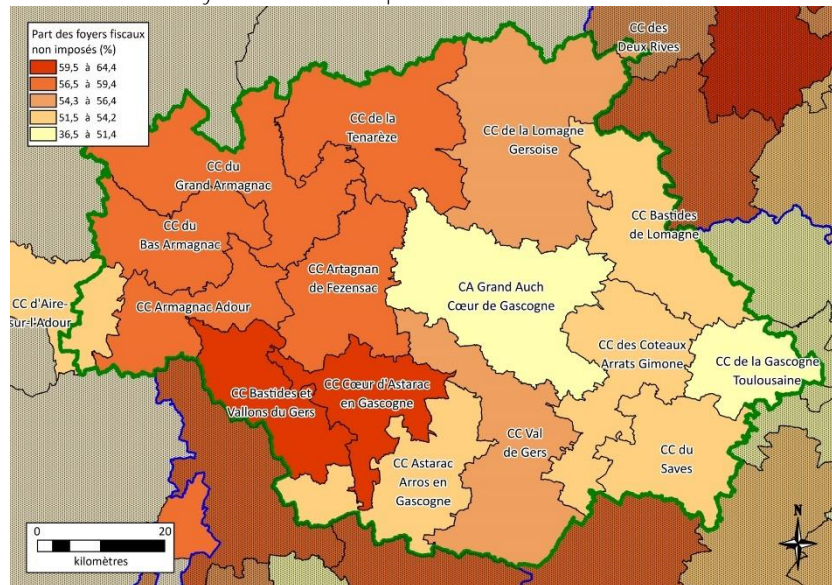 Part des foyers fiscaux
non imposés (%)
59,5 à 64,4
56,5 à 59,4
54,3 à 56,4
51,5 à 54,2
36,5 à 51,4
CC des
Deux Rives
CC de la
Tenarèze
CC de la Lomagne
Gersoise
CC du
Grand Armagnac
CC du
Bas Armagnac
CC Bastides
de Lomagne
CC Artagnan
de Fezensac
CA Grand Auch
Cœur de Gascogne
CC d'Aire-
sur-l'Adour
CC Armagnac Adour
CC des Coteaux
Arrats Gimone
CC de la Gascogne
Toulousaine
CC Bastides et
Vallons du Gers
CC Cœur d'Astarac
en Gascogne
CC Val
de Gers
CC du
Saves
CC Astarac
Arros en
Gascogne
0 20
kilomètres
N